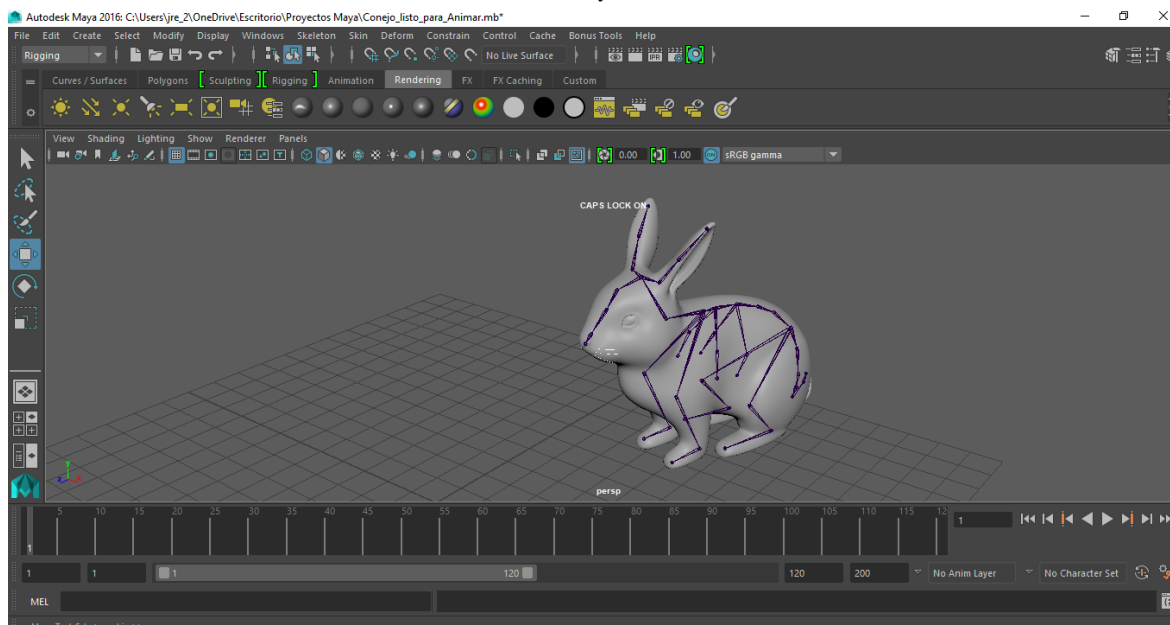 Autodesk Maya 2016: C:\Users\jre_2\OneDrive\Escritorio\Proyectos Maya\Conejo_listo_para_Animar.mb*
File Edit Create Select Modify Display Windows Skeleton Skin Deform Constrain Control Cache Bonus Tools Help
Rigging No Live Surface IPR
Curves / Surfaces Polygons Sculpting Rigging Animation Rendering FX FX Caching Custom
View Shading Lighting Show Renderer Panels
0.00 1.00 sRGB gamma
CAPS LOCK ON
persp
5 10 15 20 25 30 35 40 45 50 55 60 65 70 75 80 85 90 95 100 105 110 115 12
1 1
1 1 1 120 120 200 No Anim Layer No Character Set
MEL